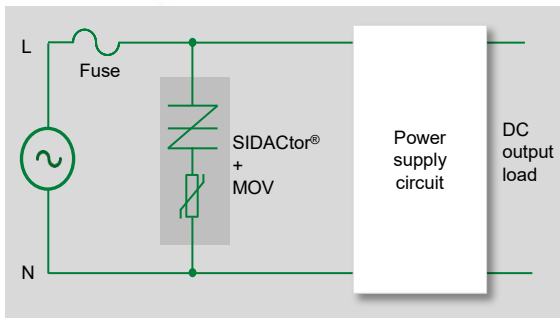 L
Fuse
SIDACtor®
+
MOV
N
Power
supply
circuit
DC
output
load